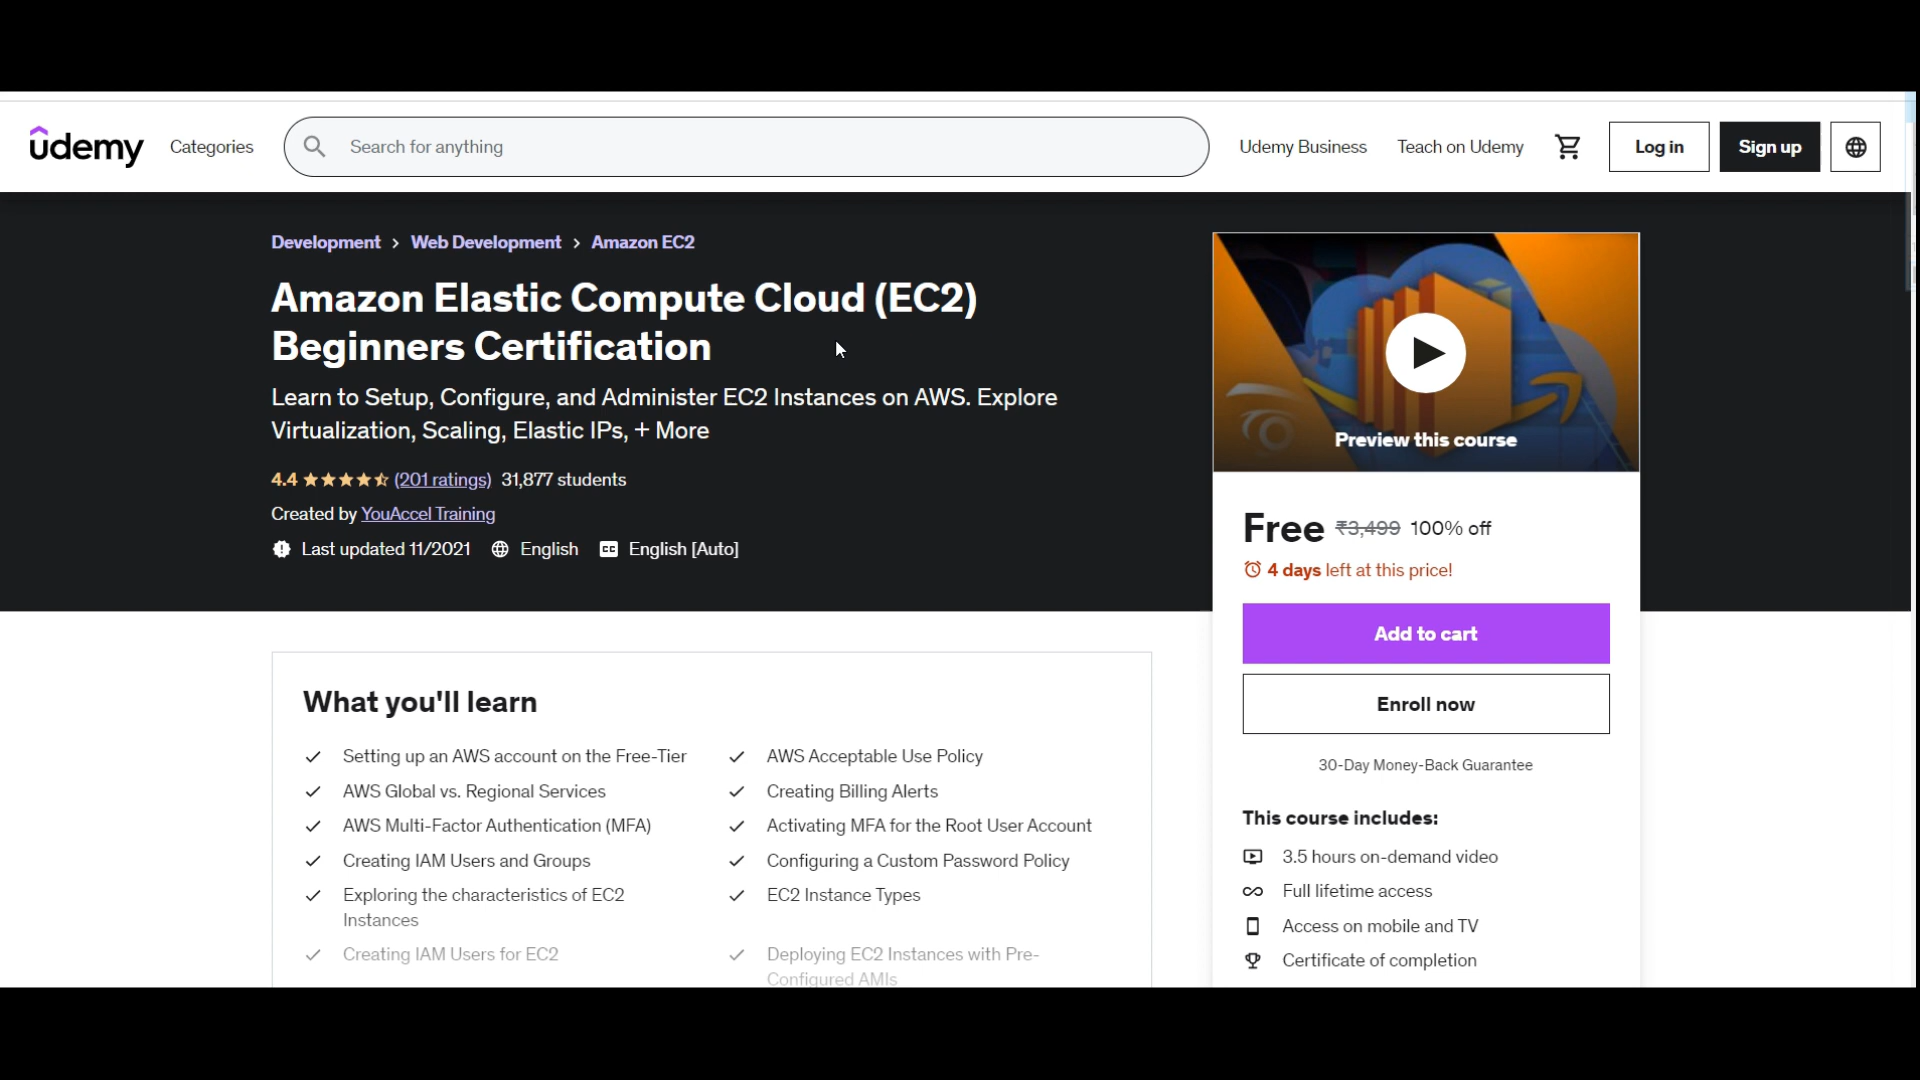 udemy
Categories
Search for anything
Udemy Business
Teach on Udemy
Log in
Sign up
Development > Web Development > Amazon EC2
Amazon Elastic Compute Cloud (EC2)
Beginners Certification
Learn to Setup, Configure, and Administer EC2 Instances on AWS. Explore
Virtualization, Scaling, Elastic IPs, + More
4.4 (201 ratings) 31,877 students
Created by YouAccel Training
Last updated 11/2021 English CC English [Auto]
Preview this course
Free ₹3,499 100% off
4 days left at this price!
Add to cart
Enroll now
30-Day Money-Back Guarantee
This course includes:
3.5 hours on-demand video
Full lifetime access
Access on mobile and TV
Certificate of completion
What you'll learn
Setting up an AWS account on the Free-Tier
AWS Acceptable Use Policy
AWS Global vs. Regional Services
Creating Billing Alerts
AWS Multi-Factor Authentication (MFA)
Activating MFA for the Root User Account
Creating IAM Users and Groups
Configuring a Custom Password Policy
Exploring the characteristics of EC2
Instances
EC2 Instance Types
Creating IAM Users for EC2
Deploying EC2 Instances with Pre-
Configured AMIs